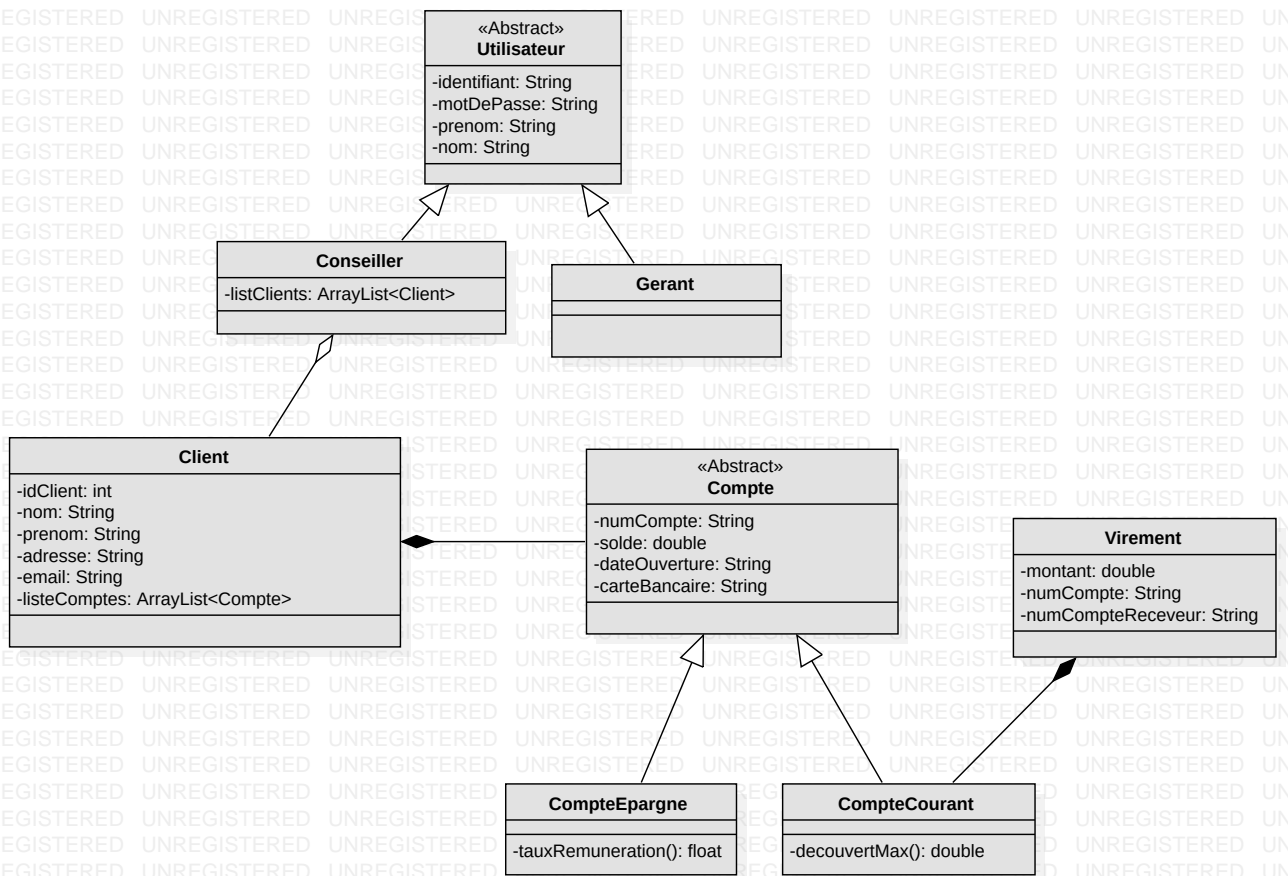 «Abstract»
Utilisateur
-identifiant: String
-motDePasse: String
-prenom: String
-nom: String
Conseiller
-listClients: ArrayList<Client>
Gerant
Client
-idClient: int
-nom: String
-prenom: String
-adresse: String
-email: String
-listeComptes: ArrayList<Compte>
«Abstract»
Compte
-numCompte: String
-solde: double
-dateOuverture: String
-carteBancaire: String
Virement
-montant: double
-numCompte: String
-numCompteReceveur: String
CompteEpargne
-tauxRemuneration(): float
CompteCourant
-decouvertMax(): double
UNREGISTERED